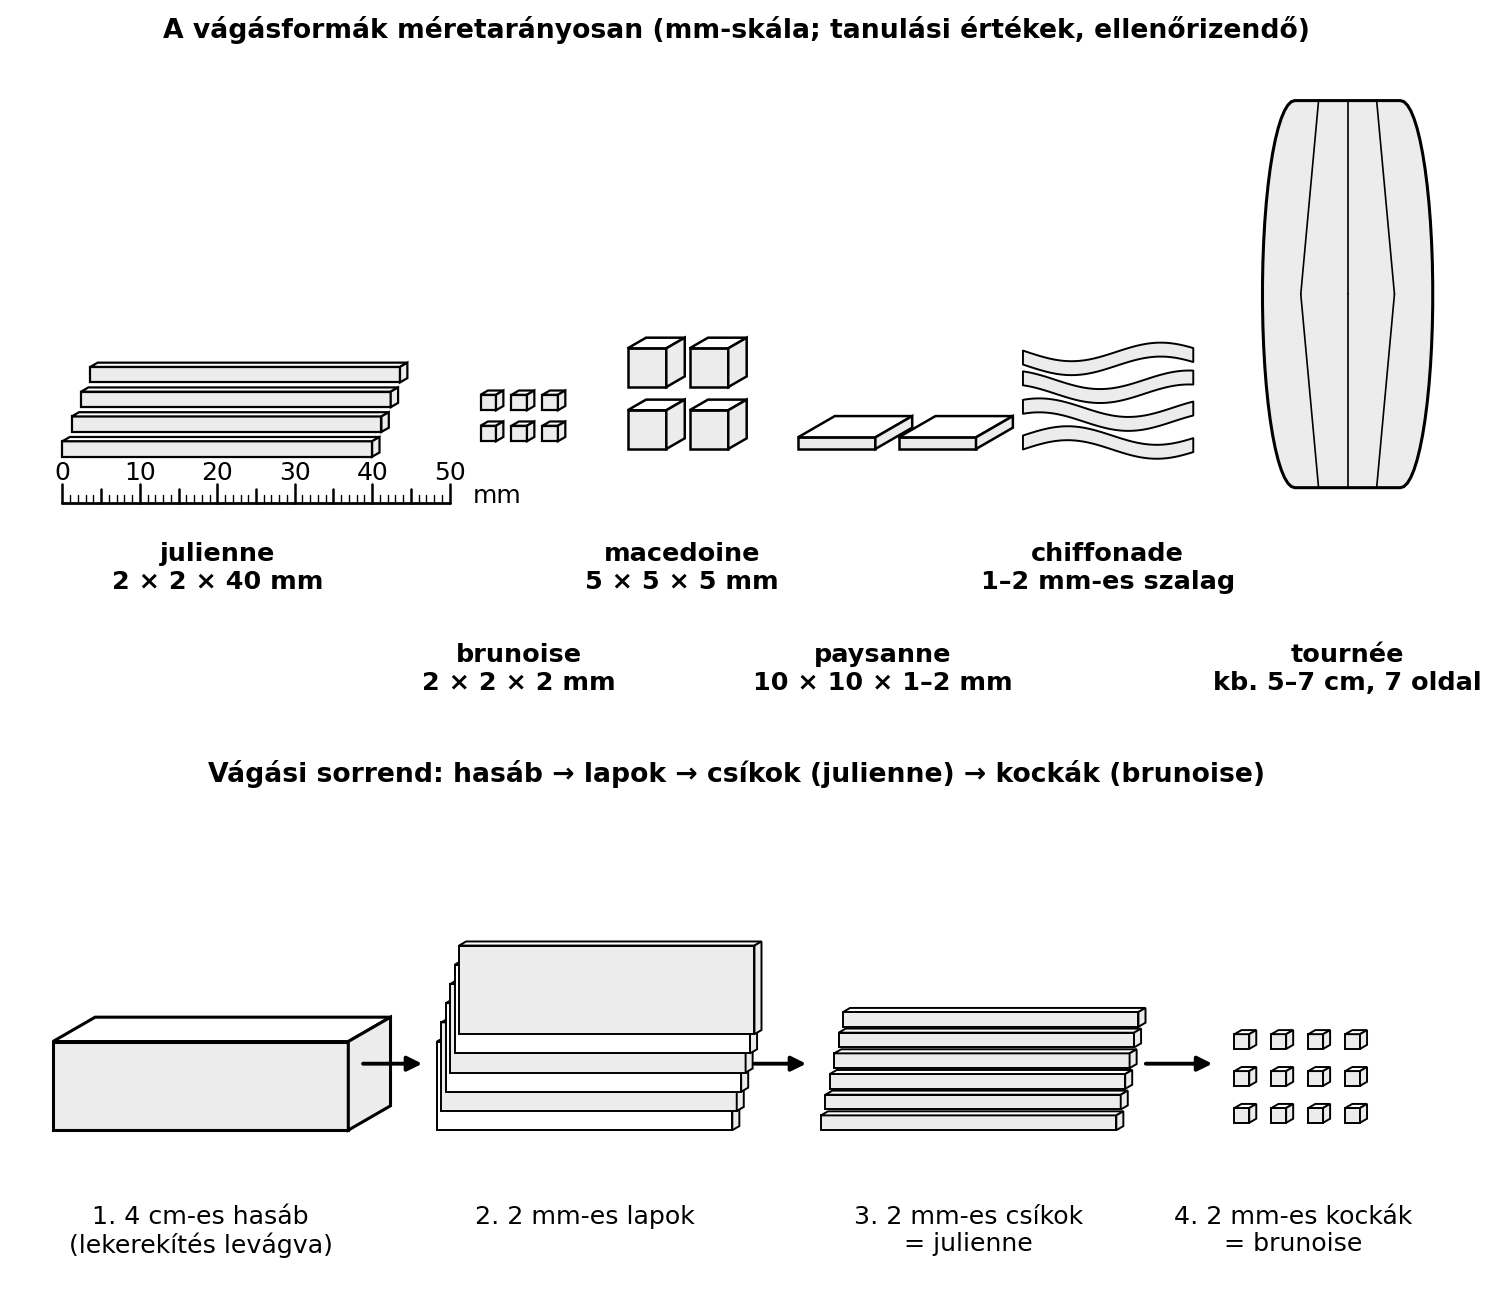 A vágásformák méretarányosan (mm-skála; tanulási értékek, ellenőrizendő)
0 10 20 30 40 50
mm
julienne
2 × 2 × 40 mm
macedoine
5 × 5 × 5 mm
chiffonade
1–2 mm-es szalag
brunoise
2 × 2 × 2 mm
paysanne
10 × 10 × 1–2 mm
tournée
kb. 5–7 cm, 7 oldal
Vágási sorrend: hasáb → lapok → csíkok (julienne) → kockák (brunoise)
1. 4 cm-es hasáb
(lekerekítés levágva)
2. 2 mm-es lapok
3. 2 mm-es csíkok
= julienne
4. 2 mm-es kockák
= brunoise